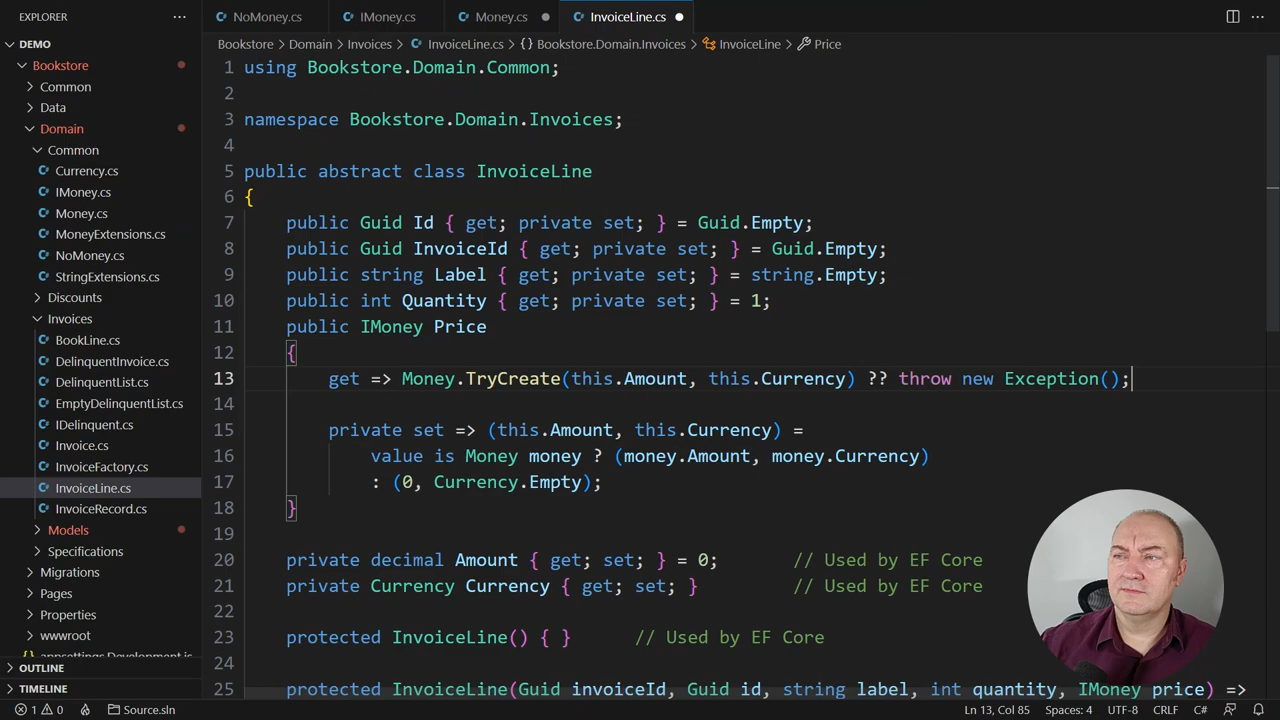 EXPLORER
NoMoney.cs
IMoney.cs
Money.cs
InvoiceLine.cs
DEMO
Bookstore
Common
Data
Domain
Common
Currency.cs
IMoney.cs
Money.cs
MoneyExtensions.cs
NoMoney.cs
StringExtensions.cs
Discounts
Invoices
BookLine.cs
DelinquentInvoice.cs
DelinquentList.cs
EmptyDelinquentList.cs
IDelinquent.cs
Invoice.cs
InvoiceFactory.cs
InvoiceLine.cs
InvoiceRecord.cs
Models
Specifications
Migrations
Pages
Properties
wwwroot
appsettings.Development.js
OUTLINE
TIMELINE
Bookstore > Domain > Invoices > InvoiceLine.cs > {} Bookstore.Domain.Invoices > InvoiceLine > Price
1 using Bookstore.Domain.Common;
2
3 namespace Bookstore.Domain.Invoices;
4
5 public abstract class InvoiceLine
6 {
7 public Guid Id { get; private set; } = Guid.Empty;
8 public Guid InvoiceId { get; private set; } = Guid.Empty;
9 public string Label { get; private set; } = string.Empty;
10 public int Quantity { get; private set; } = 1;
11 public IMoney Price
12 {
13 get => Money.TryCreate(this.Amount, this.Currency) ?? throw new Exception();
14
15 private set => (this.Amount, this.Currency) =
16 value is Money money ? (money.Amount, money.Currency)
17 : (0, Currency.Empty);
18 }
19
20 private decimal Amount { get; set; } = 0; // Used by EF Core
21 private Currency Currency { get; set; } // Used by EF Core
22
23 protected InvoiceLine() { } // Used by EF Core
24
25 protected InvoiceLine(Guid invoiceId, Guid id, string label, int quantity, IMoney price) =>
1 0 Source.sln Ln 13, Col 85 Spaces: 4 UTF-8 CRLF C#